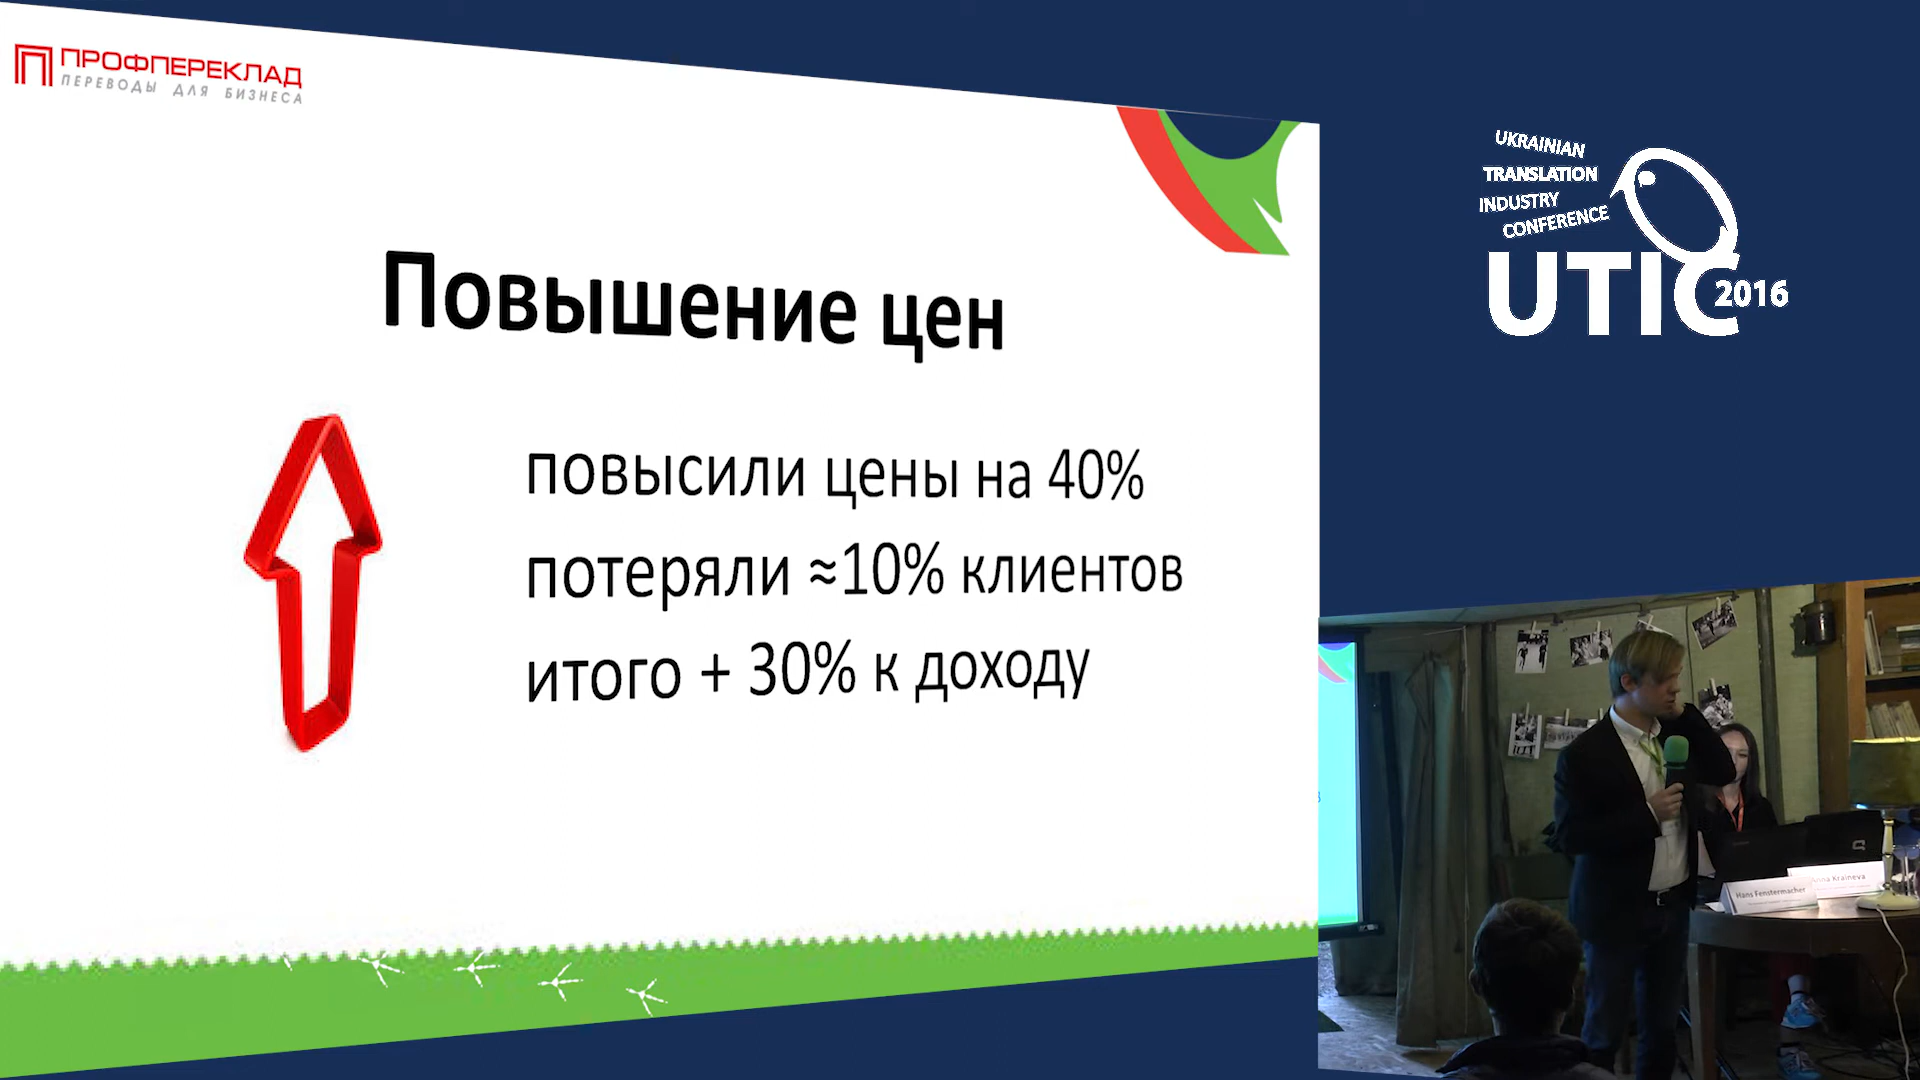 ПРОФПЕРЕКЛАД
ПЕРЕВОДЫ ДЛЯ БИЗНЕСА
Повышение цен
повысили цены на 40%
потеряли ≈10% клиентов
итого + 30% к доходу
UKRAINIAN
TRANSLATION
INDUSTRY
CONFERENCE
UTIC 2016
Hans Fenstermacher
Kraineva